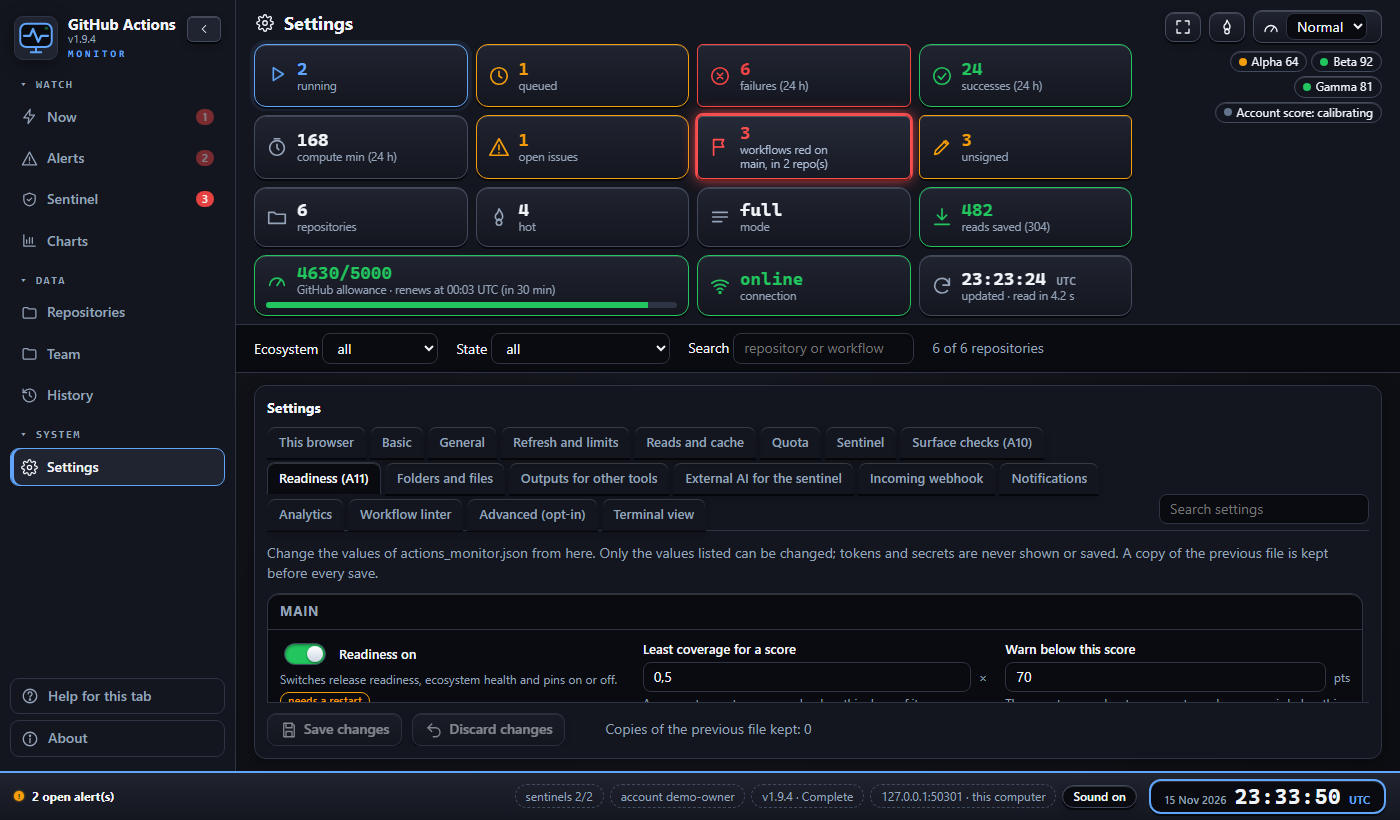 GitHub Actions
v1.9.4
MONITOR
WATCH
Now 1
Alerts 2
Sentinel 3
Charts
DATA
Repositories
Team
History
SYSTEM
Settings
Help for this tab
About
Settings
Normal
Alpha 64
Beta 92
Gamma 81
Account score: calibrating
2
running
1
queued
6
failures (24 h)
24
successes (24 h)
168
compute min (24 h)
1
open issues
3
workflows red on
main, in 2 repo(s)
3
unsigned
6
repositories
4
hot
full
mode
482
reads saved (304)
4630/5000
GitHub allowance · renews at 00:03 UTC (in 30 min)
online
connection
23:23:24 UTC
updated · read in 4.2 s
Ecosystem all State all Search repository or workflow 6 of 6 repositories
Settings
This browser Basic General Refresh and limits Reads and cache Quota Sentinel Surface checks (A10)
Readiness (A11) Folders and files Outputs for other tools External AI for the sentinel Incoming webhook Notifications
Analytics Workflow linter Advanced (opt-in) Terminal view Search settings
Change the values of actions_monitor.json from here. Only the values listed can be changed; tokens and secrets are never shown or saved. A copy of the previous file is kept
before every save.
MAIN
Readiness on
Switches release readiness, ecosystem health and pins on or off.
needs a restart
Least coverage for a score
0,5 ×
Warn below this score
70 pts
Save changes Discard changes Copies of the previous file kept: 0
2 open alert(s) sentinels 2/2 account demo-owner v1.9.4 · Complete 127.0.0.1:50301 · this computer Sound on 15 Nov 2026 23:33:50 UTC